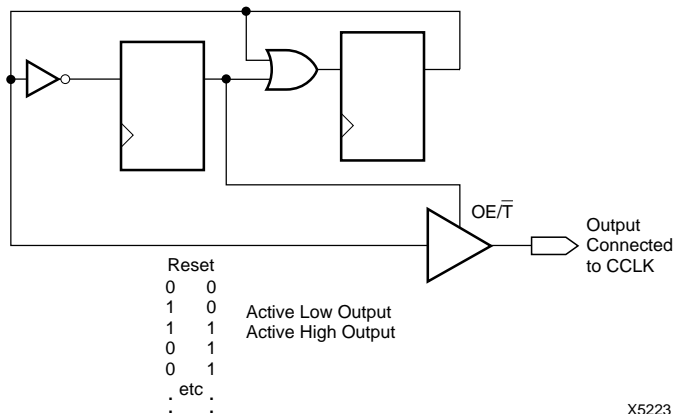 OE/T̅
Output
Connected
to CCLK
Reset
0 0
1 0
1 1
0 1
0 1
. etc .
. .
Active Low Output
Active High Output
X5223